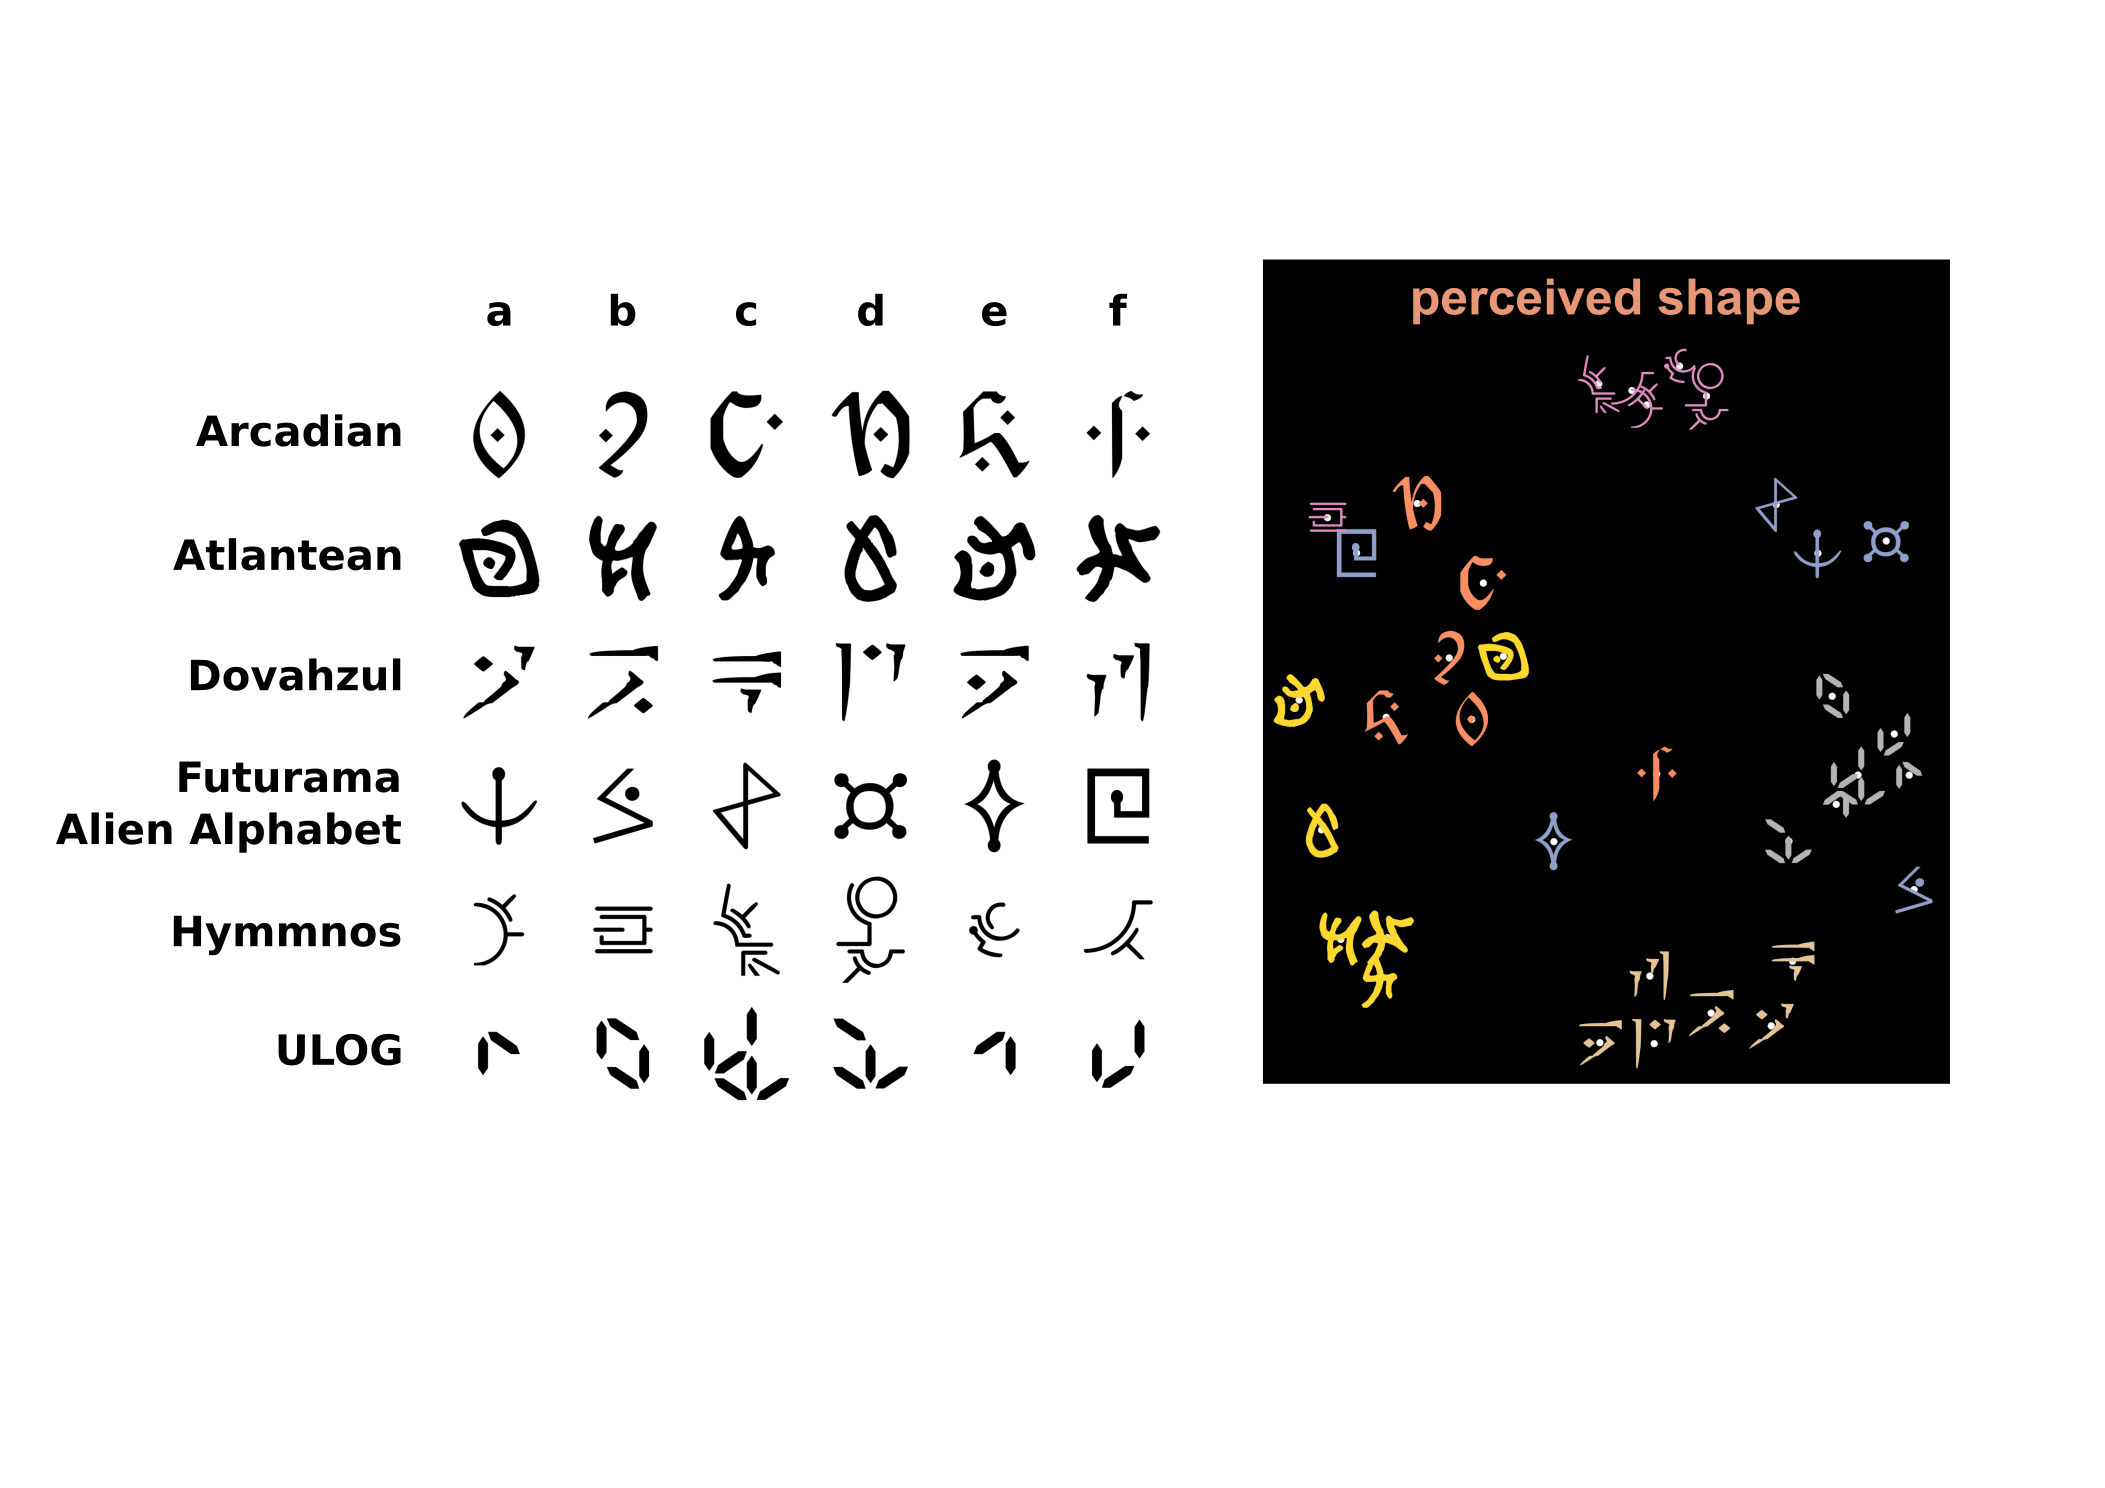 a b c d e f
Arcadian
Atlantean
Dovahzul
Futurama
Alien Alphabet
Hymmnos
ULOG
perceived shape